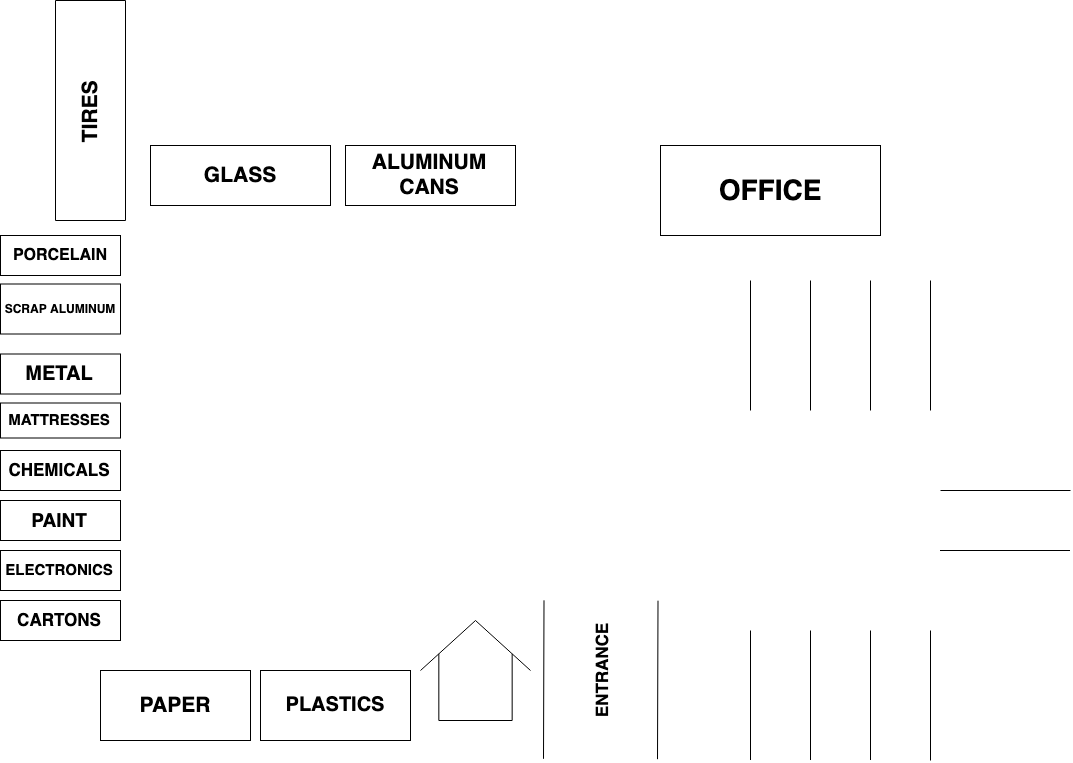 TIRES
GLASS
ALUMINUM
CANS
OFFICE
PORCELAIN
SCRAP ALUMINUM
METAL
MATTRESSES
CHEMICALS
PAINT
ELECTRONICS
CARTONS
ENTRANCE
PAPER
PLASTICS